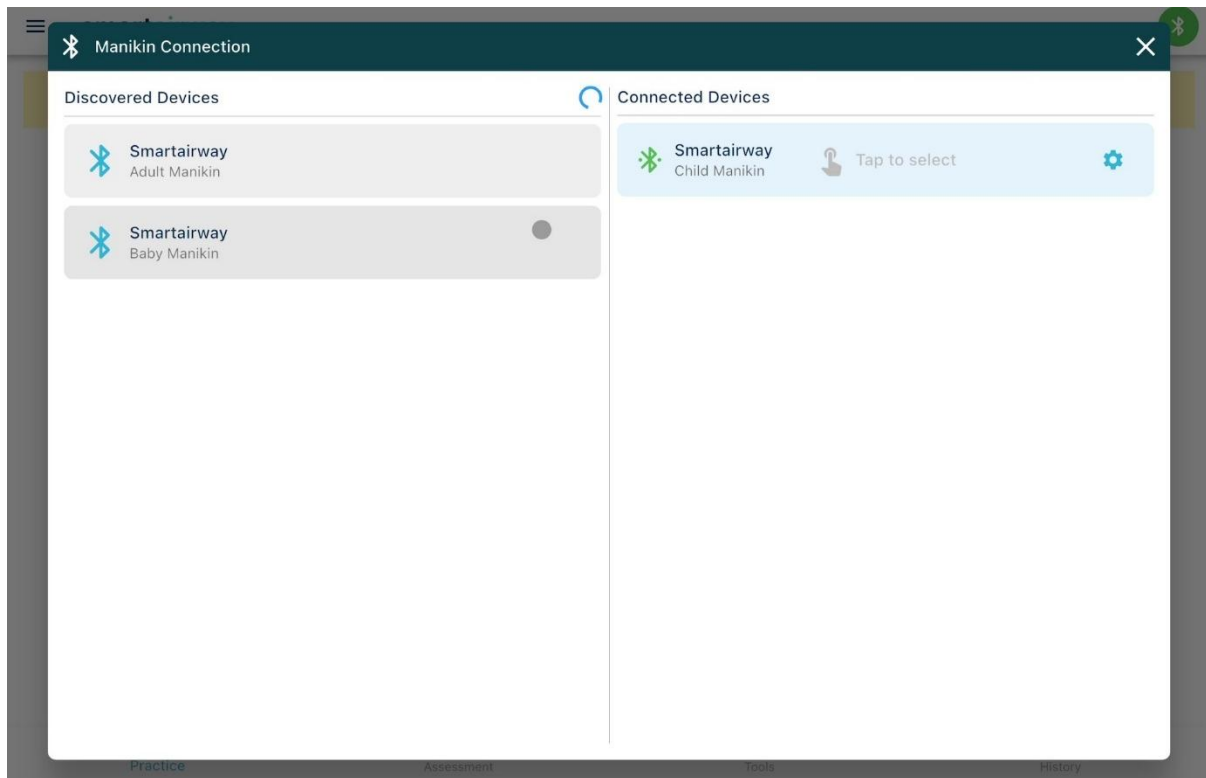 Manikin Connection
Discovered Devices
Smartairway
Adult Manikin
Smartairway
Baby Manikin
Connected Devices
Smartairway
Child Manikin
Tap to select
Practice
Assessment
Tools
History